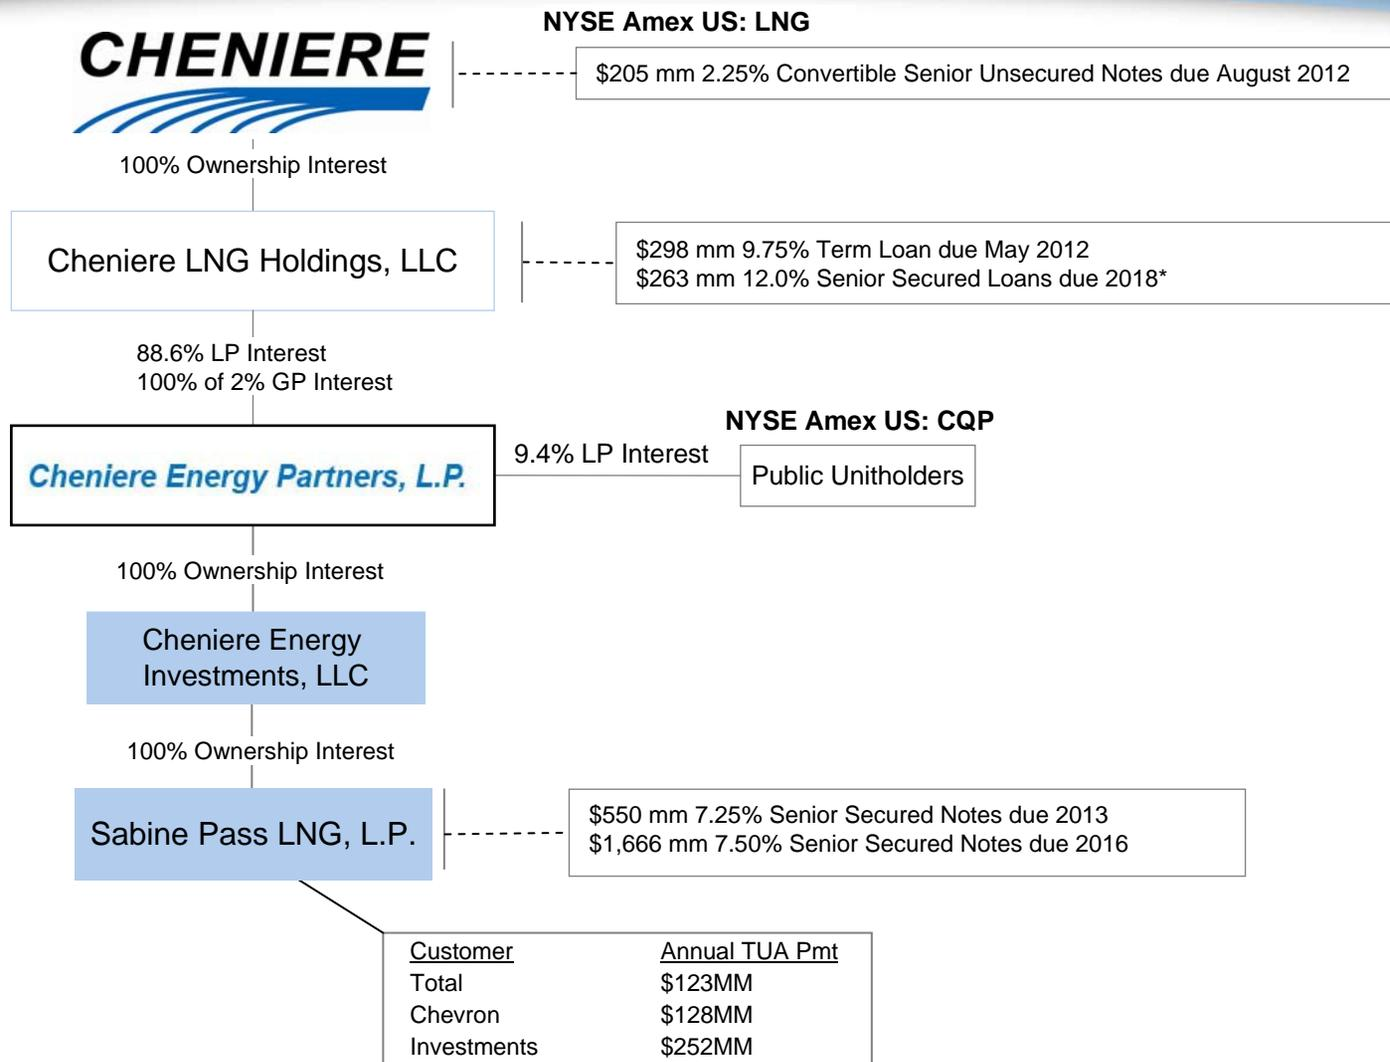 NYSE Amex US: LNG
CHENIERE
$205 mm 2.25% Convertible Senior Unsecured Notes due August 2012
100% Ownership Interest
Cheniere LNG Holdings, LLC
$298 mm 9.75% Term Loan due May 2012
$263 mm 12.0% Senior Secured Loans due 2018*
88.6% LP Interest
100% of 2% GP Interest
NYSE Amex US: CQP
Cheniere Energy Partners, L.P.
9.4% LP Interest
Public Unitholders
100% Ownership Interest
Cheniere Energy
Investments, LLC
100% Ownership Interest
Sabine Pass LNG, L.P.
$550 mm 7.25% Senior Secured Notes due 2013
$1,666 mm 7.50% Senior Secured Notes due 2016
Customer Annual TUA Pmt
Total $123MM
Chevron $128MM
Investments $252MM